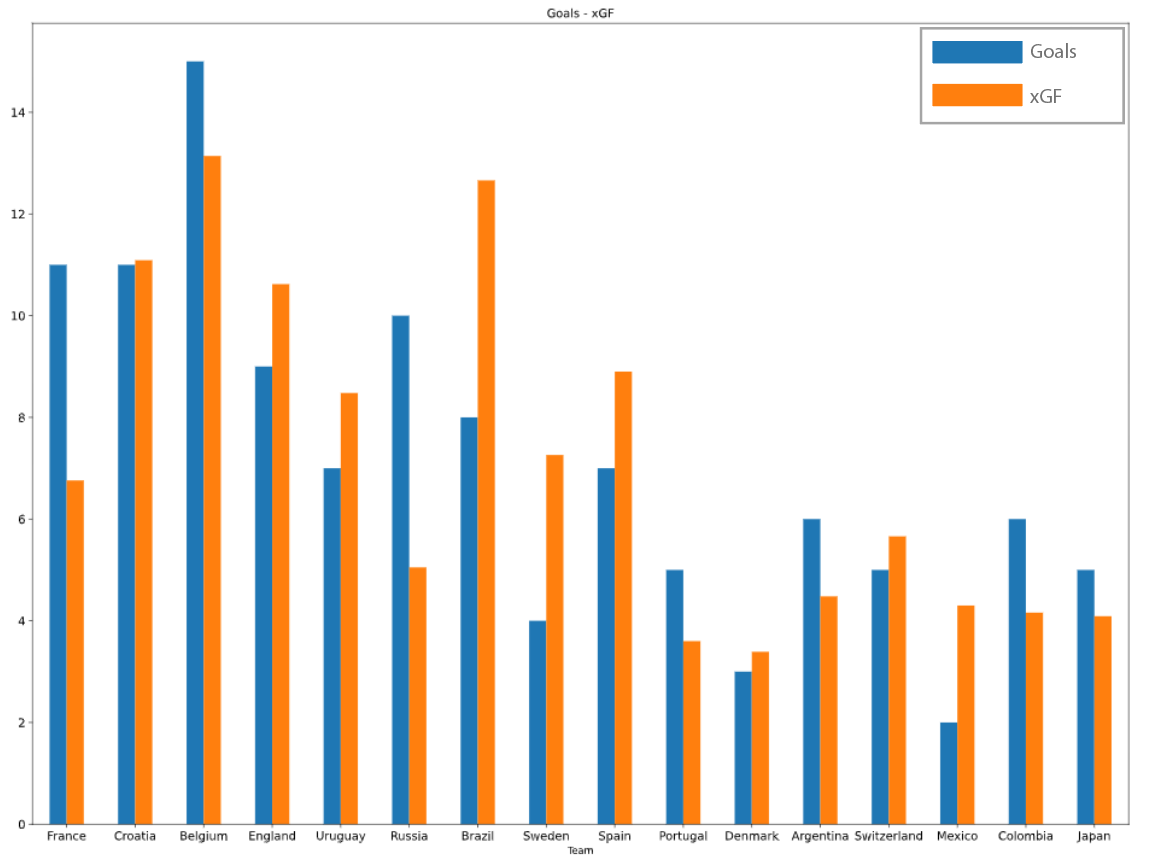 Goals - xGF
Goals
xGF
14
12
10
8
6
4
2
0
France Croatia Belgium England Uruguay Russia Brazil Sweden Spain Portugal Denmark Argentina Switzerland Mexico Colombia Japan
Team